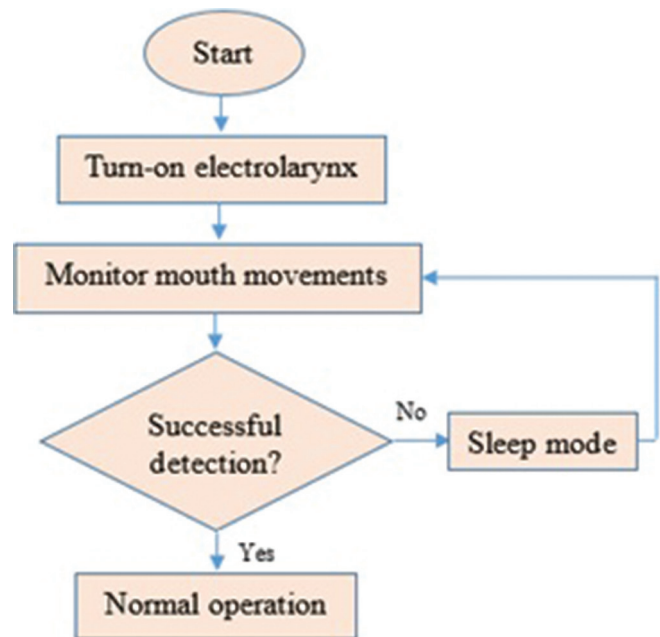 Start
Turn-on electrolarynx
Monitor mouth movements
Successful
detection?
No
Sleep mode
Yes
Normal operation